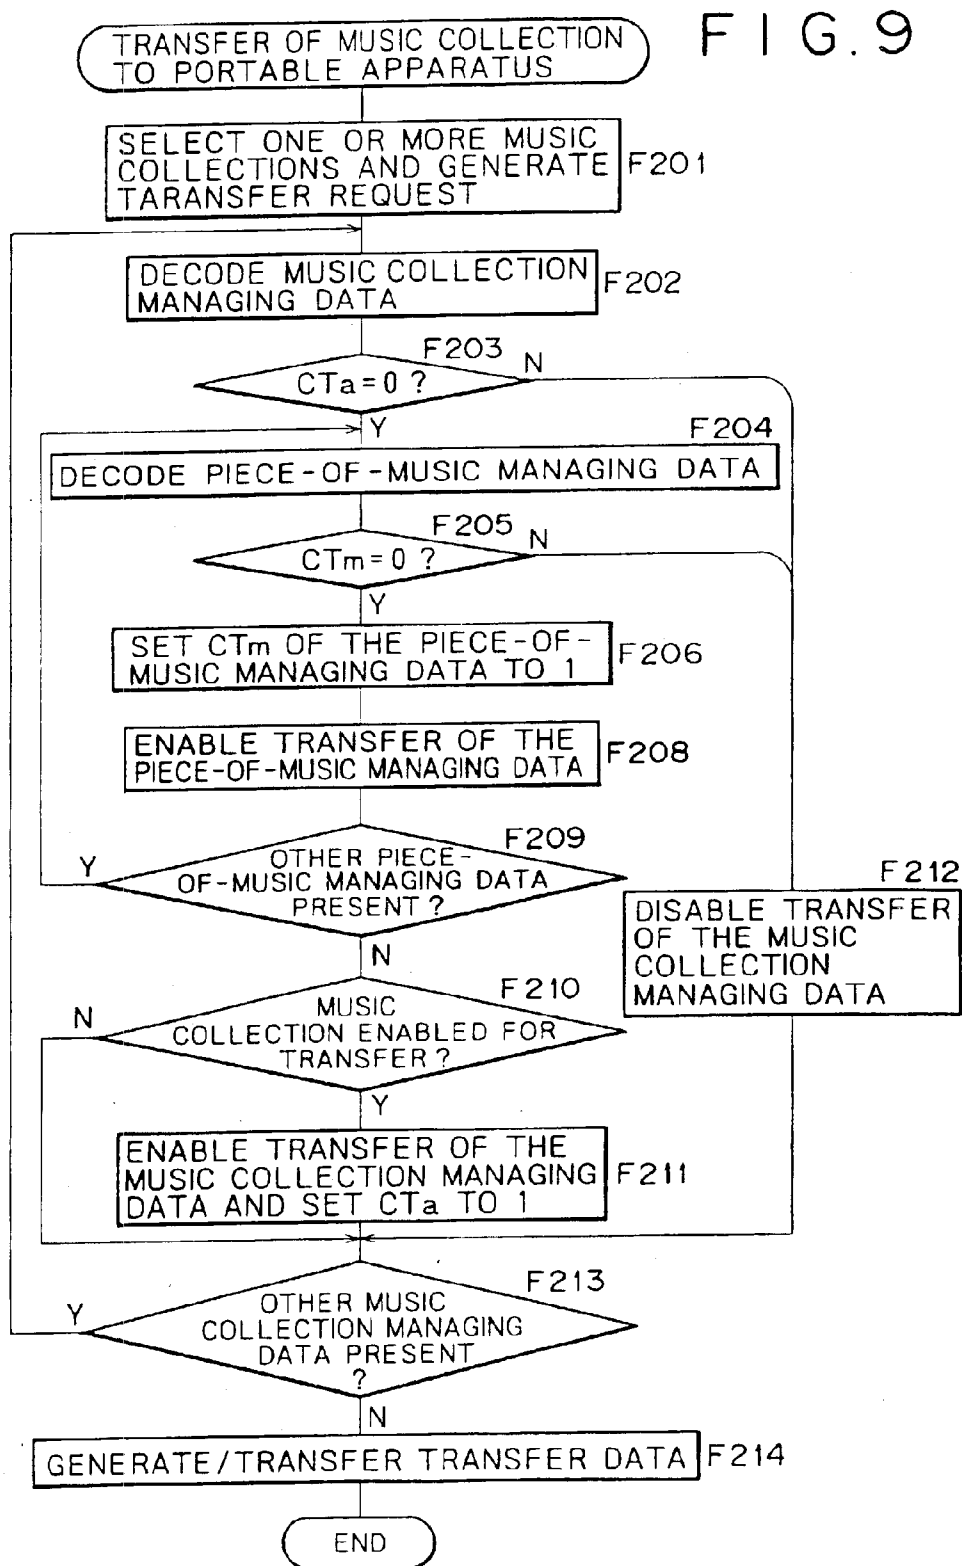 FIG.9
TRANSFER OF MUSIC COLLECTION
TO PORTABLE APPARATUS
SELECT ONE OR MORE MUSIC
COLLECTIONS AND GENERATE
TARANSFER REQUEST
F201
DECODE MUSIC COLLECTION
MANAGING DATA
F202
F203
N
CTa=0 ?
Y
F204
DECODE PIECE-OF-MUSIC MANAGING DATA
F205
N
CTm=0 ?
Y
SET CTm OF THE PIECE-OF-
MUSIC MANAGING DATA TO 1
F206
ENABLE TRANSFER OF THE
PIECE-OF-MUSIC MANAGING DATA
F208
F209
Y
OTHER PIECE-
OF-MUSIC MANAGING DATA
PRESENT ?
N
F212
DISABLE TRANSFER
OF THE MUSIC
COLLECTION
MANAGING DATA
F210
N
MUSIC
COLLECTION ENABLED FOR
TRANSFER ?
Y
ENABLE TRANSFER OF THE
MUSIC COLLECTION MANAGING
DATA AND SET CTa TO 1
F211
F213
Y
OTHER MUSIC
COLLECTION MANAGING
DATA PRESENT
?
N
GENERATE/TRANSFER TRANSFER DATA
F214
END